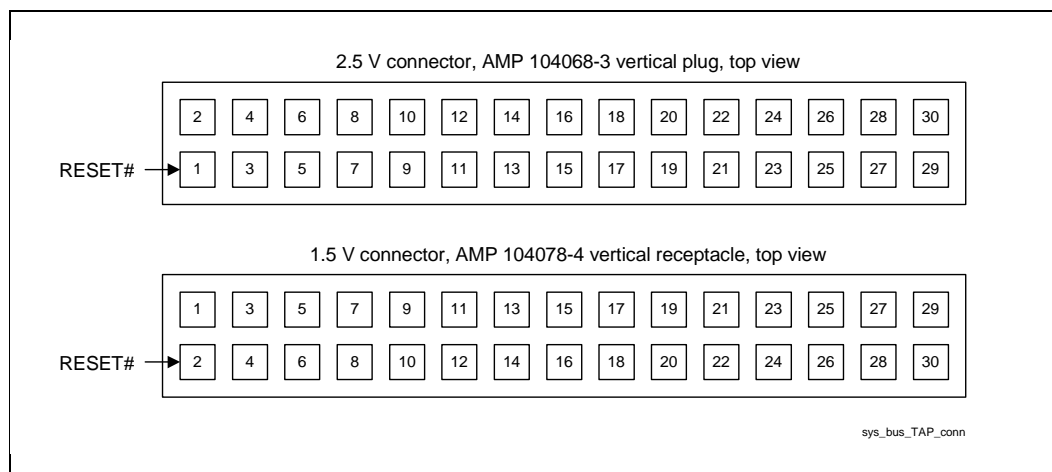 2.5 V connector, AMP 104068-3 vertical plug, top view
2 4 6 8 10 12 14 16 18 20 22 24 26 28 30
RESET# 1 3 5 7 9 11 13 15 17 19 21 23 25 27 29
1.5 V connector, AMP 104078-4 vertical receptacle, top view
1 3 5 7 9 11 13 15 17 19 21 23 25 27 29
RESET# 2 4 6 8 10 12 14 16 18 20 22 24 26 28 30
sys_bus_TAP_conn